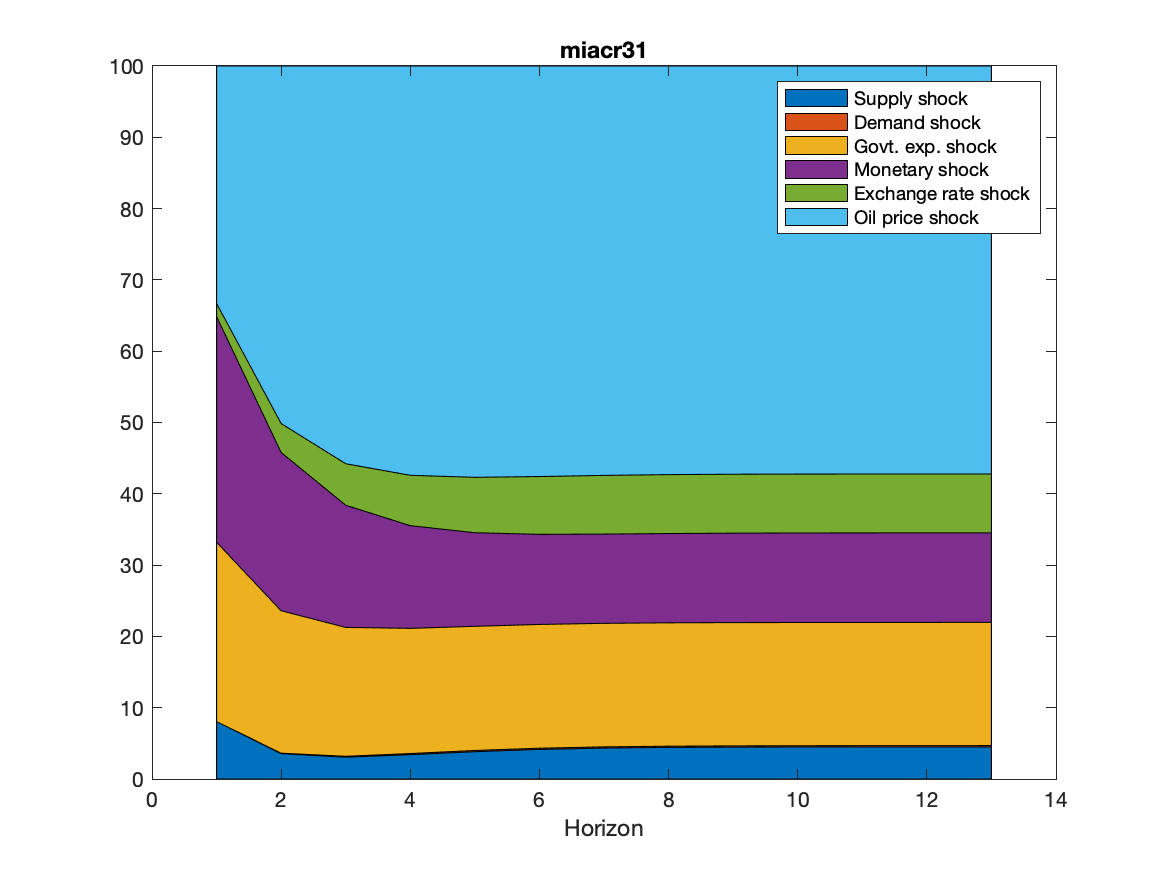 miacr31
100
90
80
70
60
50
40
30
20
10
0
Supply shock
Demand shock
Govt. exp. shock
Monetary shock
Exchange rate shock
Oil price shock
0 2 4 6 8 10 12 14
Horizon